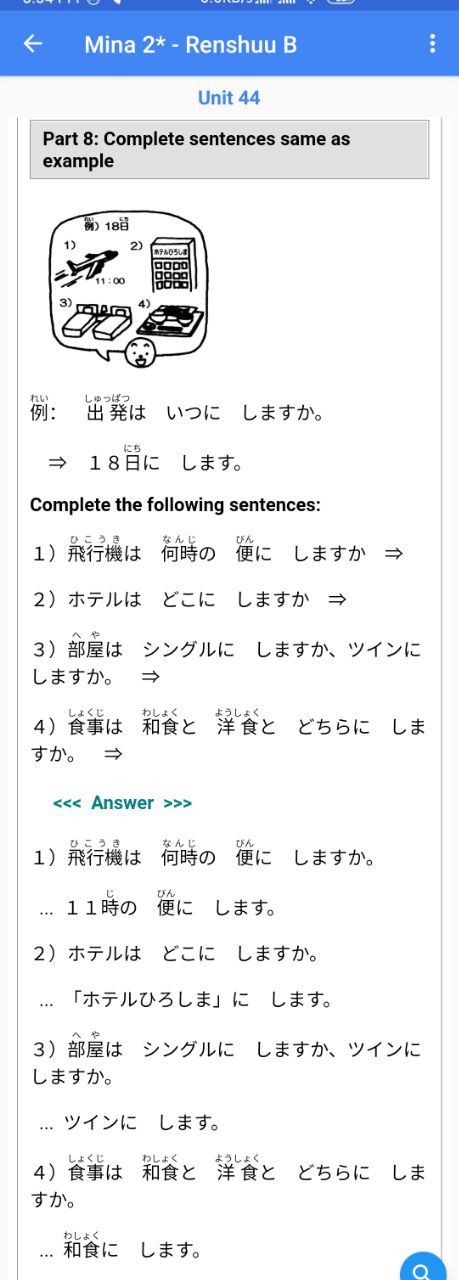 Mina 2* - Renshuu B
Unit 44
Part 8: Complete sentences same as
example
例) 18日
1)
2)
ホテルひろしま
11:00
3)
4)
例: 出発は いつに しますか。
⇒ 18日に します。
Complete the following sentences:
1) 飛行機は 何時の 便に しますか ⇒
2) ホテルは どこに しますか ⇒
3) 部屋は シングルに しますか、ツインに
しますか。 ⇒
4) 食事は 和食と 洋食と どちらに しま
すか。 ⇒
<<< Answer >>>
1) 飛行機は 何時の 便に しますか。
... 11時の 便に します。
2) ホテルは どこに しますか。
... 「ホテルひろしま」に します。
3) 部屋は シングルに しますか、ツインに
しますか。
... ツインに します。
4) 食事は 和食と 洋食と どちらに しま
すか。
... 和食に します。